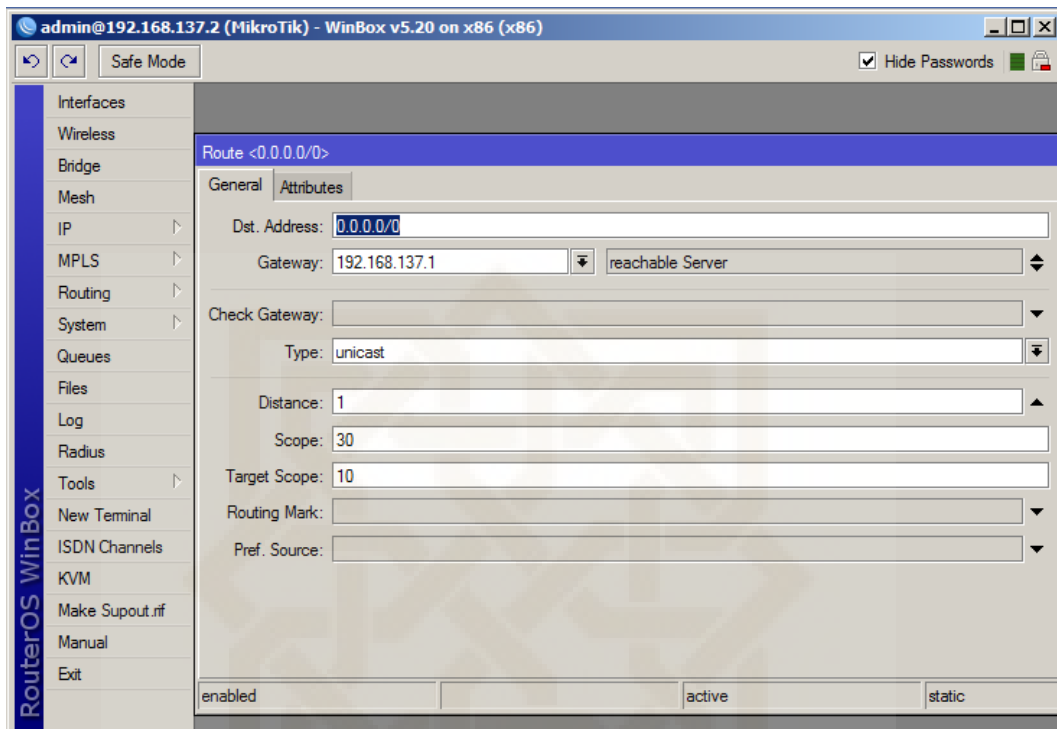 admin@192.168.137.2 (MikroTik) - WinBox v5.20 on x86 (x86)
Safe Mode
Hide Passwords
Interfaces
Wireless
Bridge
Mesh
IP
MPLS
Routing
System
Queues
Files
Log
Radius
Tools
New Terminal
ISDN Channels
KVM
Make Supout.rif
Manual
Exit
RouterOS WinBox
Route <0.0.0.0/0>
General Attributes
Dst. Address: 0.0.0.0/0
Gateway: 192.168.137.1 reachable Server
Check Gateway:
Type: unicast
Distance: 1
Scope: 30
Target Scope: 10
Routing Mark:
Pref. Source:
enabled active static